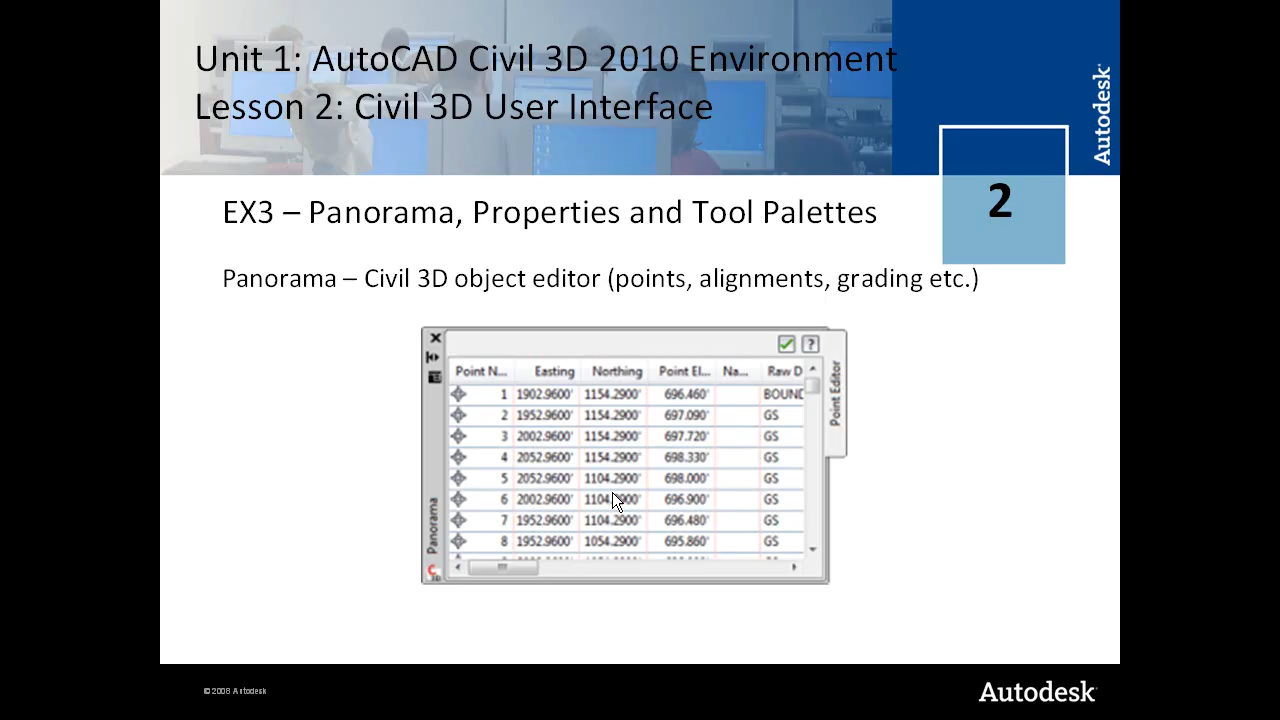 Unit 1: AutoCAD Civil 3D 2010 Environment
Lesson 2: Civil 3D User Interface
Autodesk
2
EX3 – Panorama, Properties and Tool Palettes
Panorama – Civil 3D object editor (points, alignments, grading etc.)
Point N... Easting Northing Point El... Na... Raw D
1 1902.9600' 1154.2900' 696.460' BOUND
2 1952.9600' 1154.2900' 697.090' GS
3 2002.9600' 1154.2900' 697.720' GS
4 2052.9600' 1154.2900' 698.330' GS
5 2052.9600' 1104.2900' 698.000' GS
6 2002.9600' 696.900' GS
7 1952.9600' 1104.2900' 696.480' GS
8 1952.9600' 1054.2900' 695.860' GS
Point Editor
Panorama
© 2008 Autodesk
Autodesk